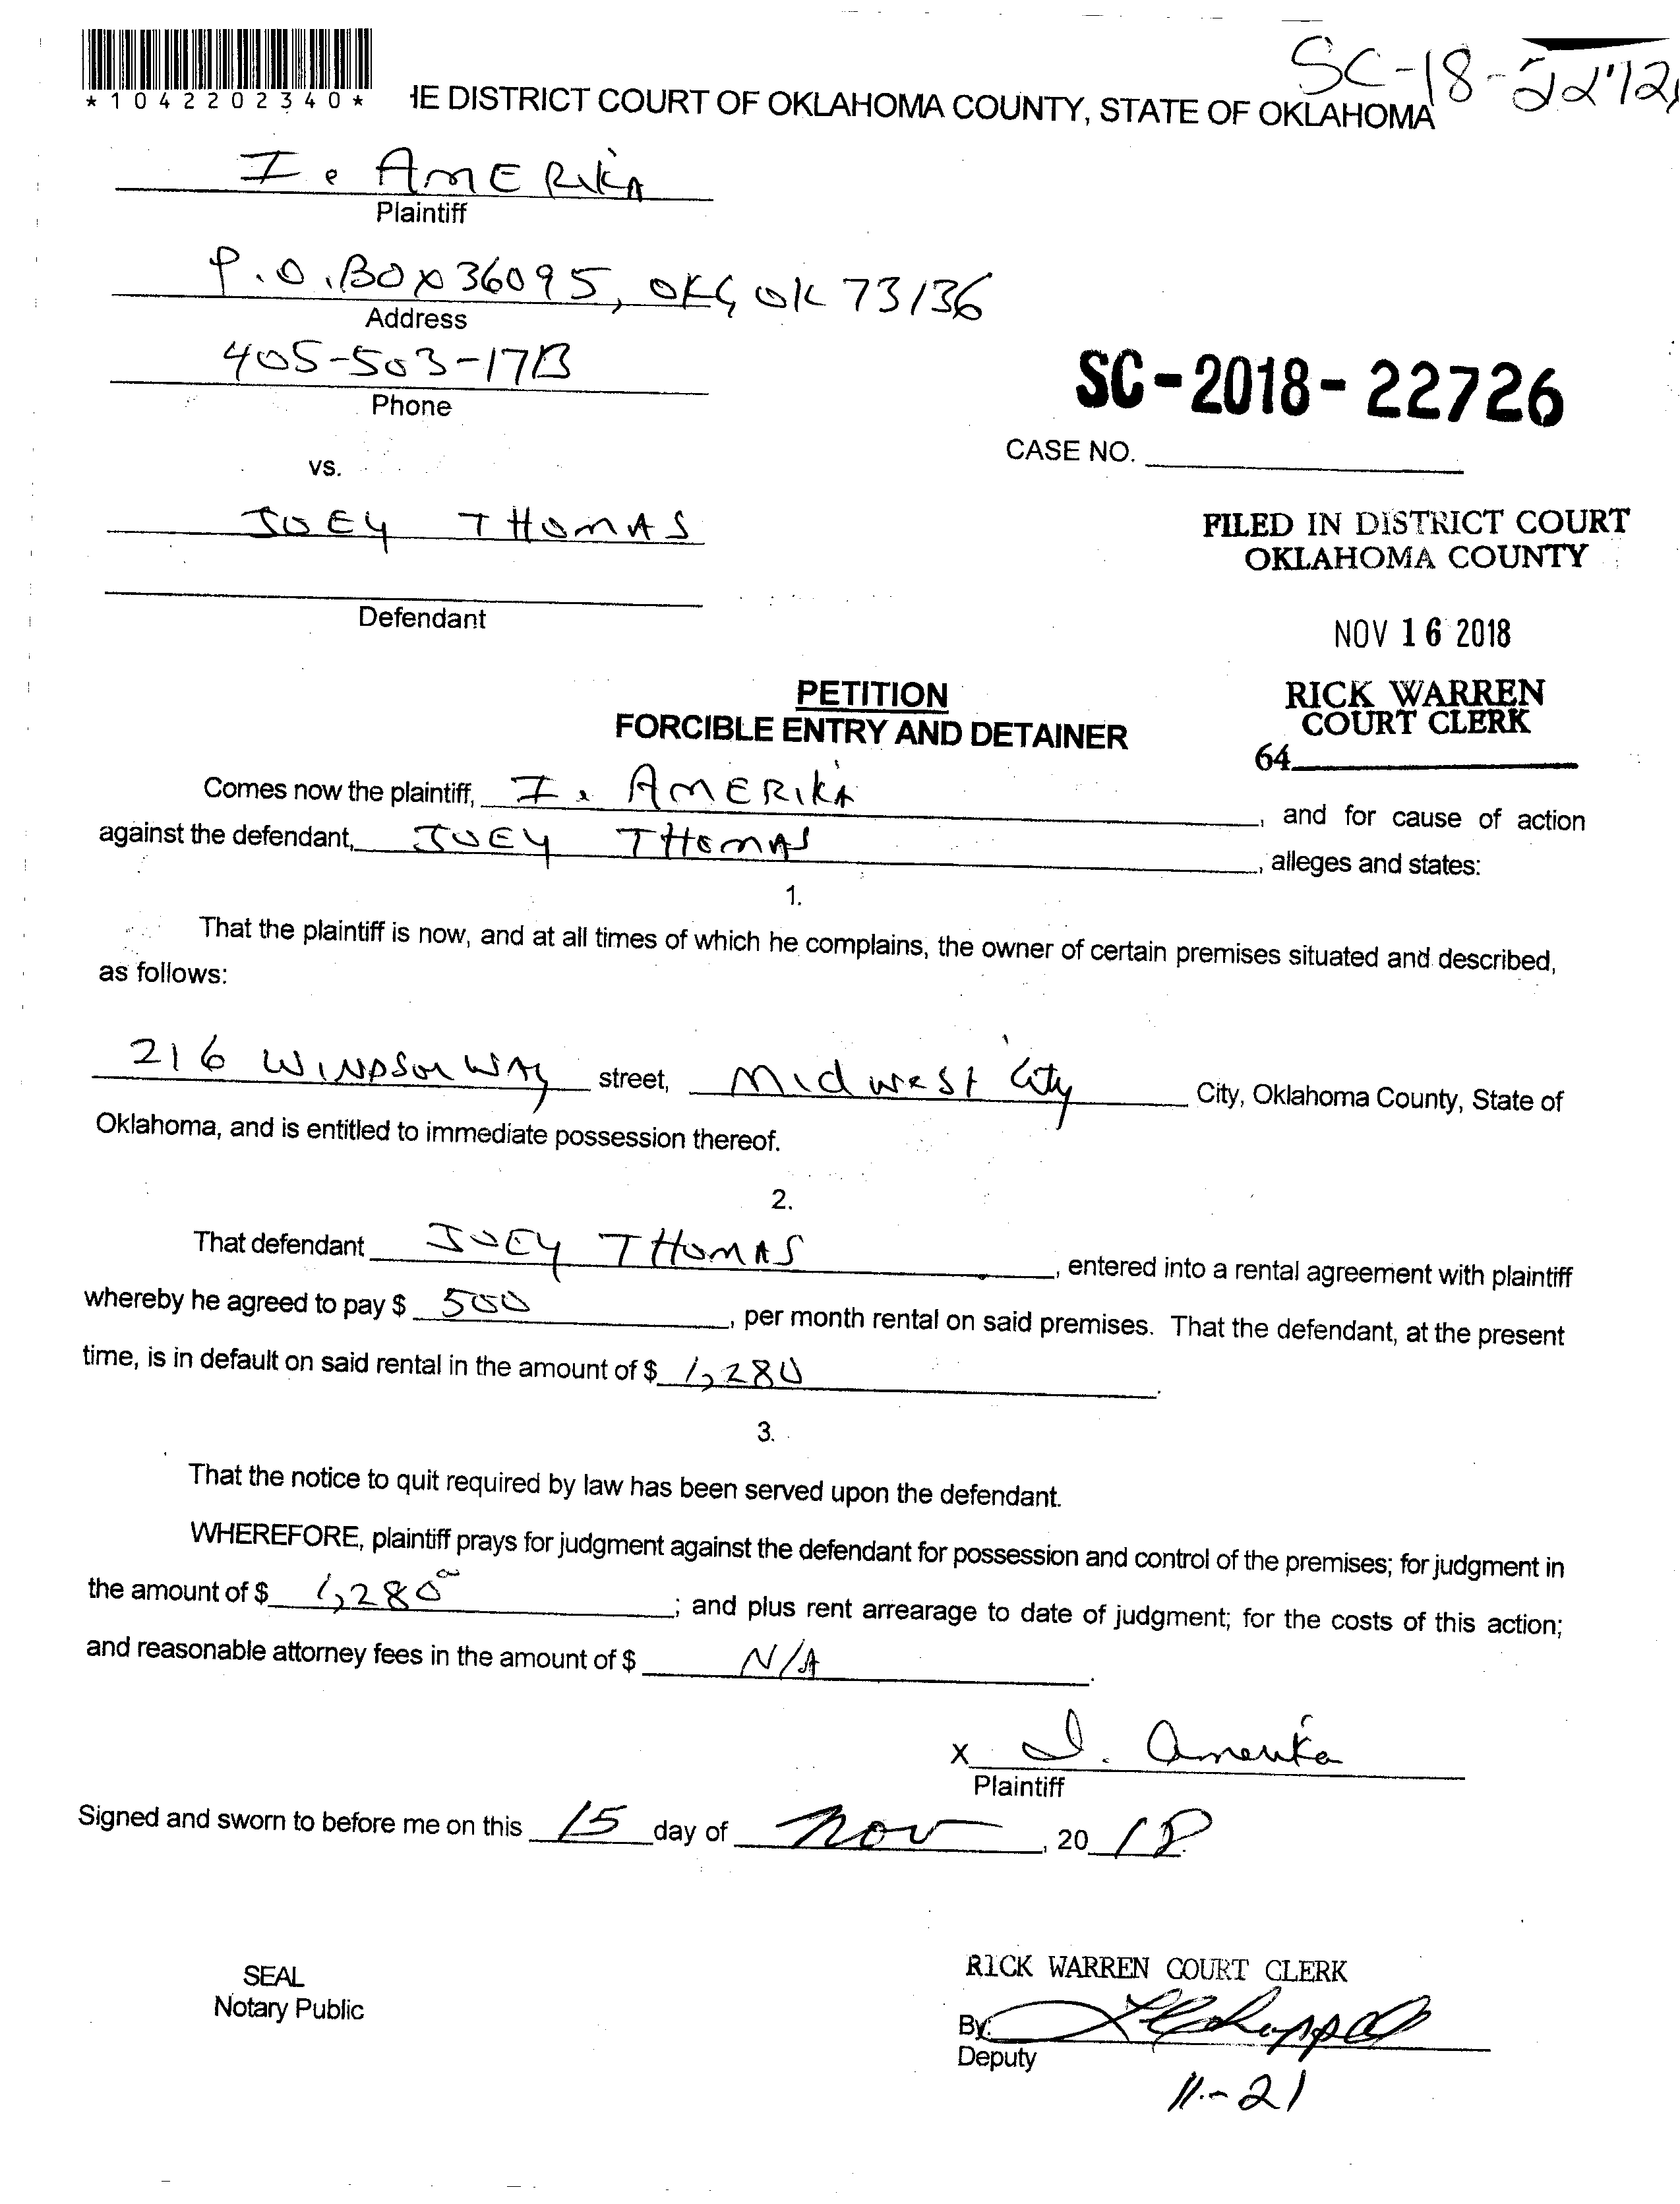 SC-18-22726
*1042202340*
IE DISTRICT COURT OF OKLAHOMA COUNTY, STATE OF OKLAHOMA
I. AMERIKA
Plaintiff
P.O. BOX 36095, OKC, OK 73136
Address
405-503-1713
Phone
SC-2018-22726
CASE NO.
vs.
JOEY THOMAS
FILED IN DISTRICT COURT
OKLAHOMA COUNTY
Defendant
NOV 16 2018
PETITION
FORCIBLE ENTRY AND DETAINER
RICK WARREN
COURT CLERK
64
Comes now the plaintiff, I. AMERIKA, and for cause of action
against the defendant, JOEY THOMAS, alleges and states:
1.
That the plaintiff is now, and at all times of which he complains, the owner of certain premises situated and described,
as follows:
216 WINDSOR WAY street, Midwest City City, Oklahoma County, State of
Oklahoma, and is entitled to immediate possession thereof.
2.
That defendant JOEY THOMAS, entered into a rental agreement with plaintiff
whereby he agreed to pay $ 500, per month rental on said premises. That the defendant, at the present
time, is in default on said rental in the amount of $ 1,280.
3.
That the notice to quit required by law has been served upon the defendant.
WHEREFORE, plaintiff prays for judgment against the defendant for possession and control of the premises; for judgment in
the amount of $ 1,280; and plus rent arrearage to date of judgment; for the costs of this action;
and reasonable attorney fees in the amount of $ N/A.
x I. Amerika
Plaintiff
Signed and sworn to before me on this 15 day of Nov, 20 18
SEAL
Notary Public
RICK WARREN COURT CLERK
By:
Deputy
11-21